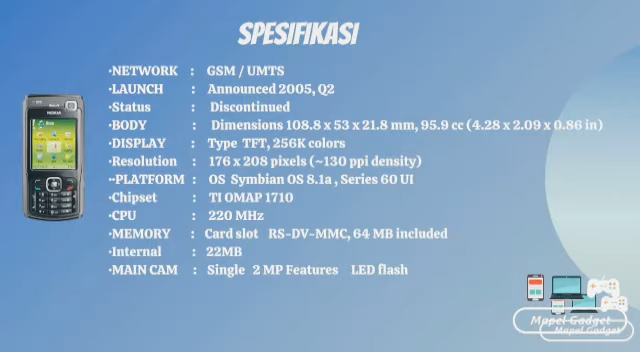 SPESIFIKASI
·NETWORK : GSM / UMTS
·LAUNCH : Announced 2005, Q2
·Status : Discontinued
·BODY : Dimensions 108.8 x 53 x 21.8 mm, 95.9 cc (4.28 x 2.09 x 0.86 in)
·DISPLAY : Type TFT, 256K colors
·Resolution : 176 x 208 pixels (~130 ppi density)
··PLATFORM : OS Symbian OS 8.1a , Series 60 UI
·Chipset : TI OMAP 1710
·CPU : 220 MHz
·MEMORY : Card slot RS-DV-MMC, 64 MB included
·Internal : 22MB
·MAIN CAM : Single 2 MP Features LED flash
NOKIA
Mapel Gadget
Mapel Gadget